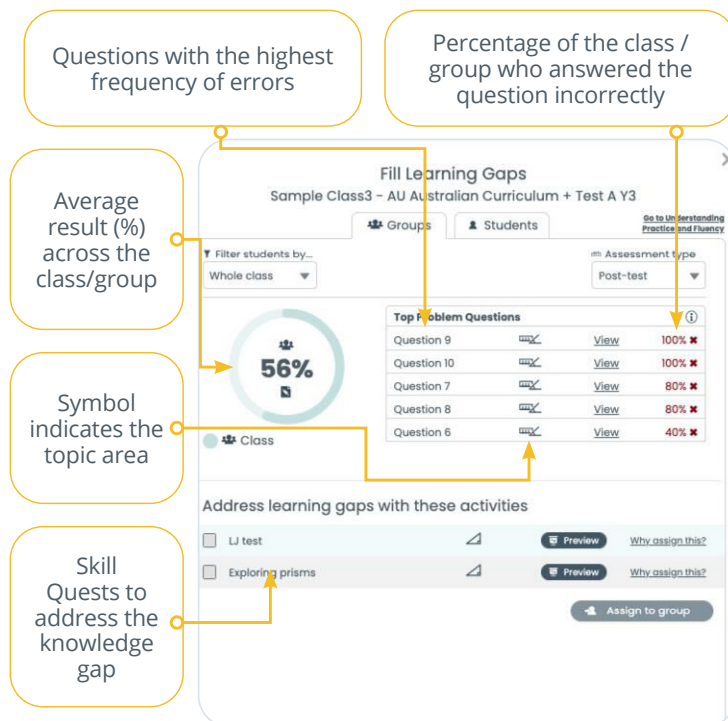 Questions with the highest
frequency of errors
Percentage of the class /
group who answered the
question incorrectly
Average
result (%)
across the
class/group
Symbol
indicates the
topic area
Skill
Quests to
address the
knowledge
gap
Fill Learning Gaps
Sample Class3 - AU Australian Curriculum + Test A Y3
Groups
Students
Go to Understanding
Practice and Fluency
Filter students by...
Assessment type
Whole class
Post-test
56%
Class
Top Problem Questions
Question 9 View 100%
Question 10 View 100%
Question 7 View 80%
Question 8 View 80%
Question 6 View 40%
Address learning gaps with these activities
LJ test Preview Why assign this?
Exploring prisms Preview Why assign this?
Assign to group